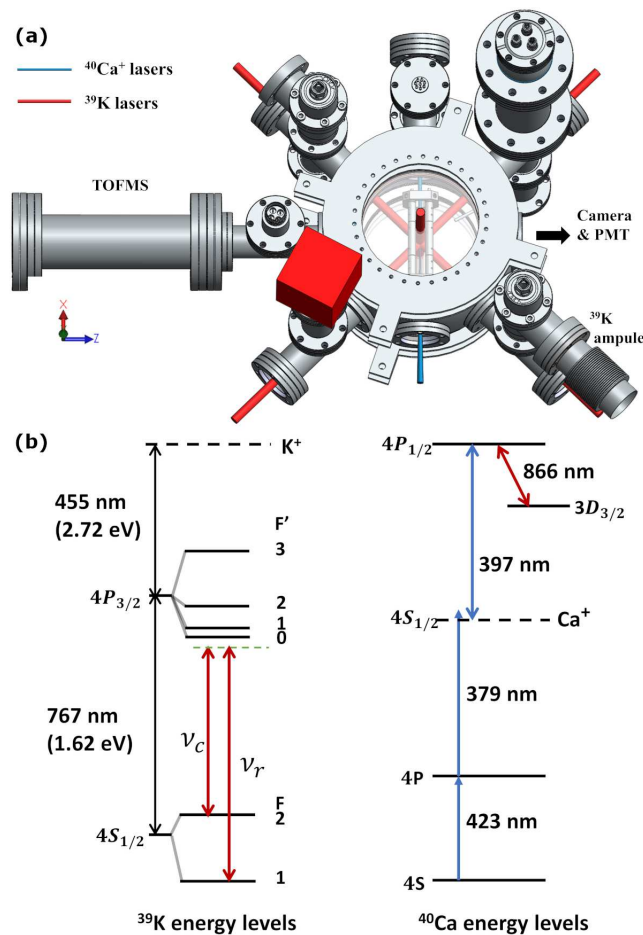 (a)
⁴⁰Ca⁺ lasers
³⁹K lasers
TOFMS
Camera
& PMT
³⁹K
ampule
X
Z
(b)
K⁺
455 nm
(2.72 eV)
F'
3
4P₃/₂
2
1
0
767 nm
(1.62 eV)
νc
νr
F
2
4S₁/₂
1
³⁹K energy levels
4P₁/₂
866 nm
3D₃/₂
397 nm
4S₁/₂
Ca⁺
379 nm
4P
423 nm
4S
⁴⁰Ca energy levels